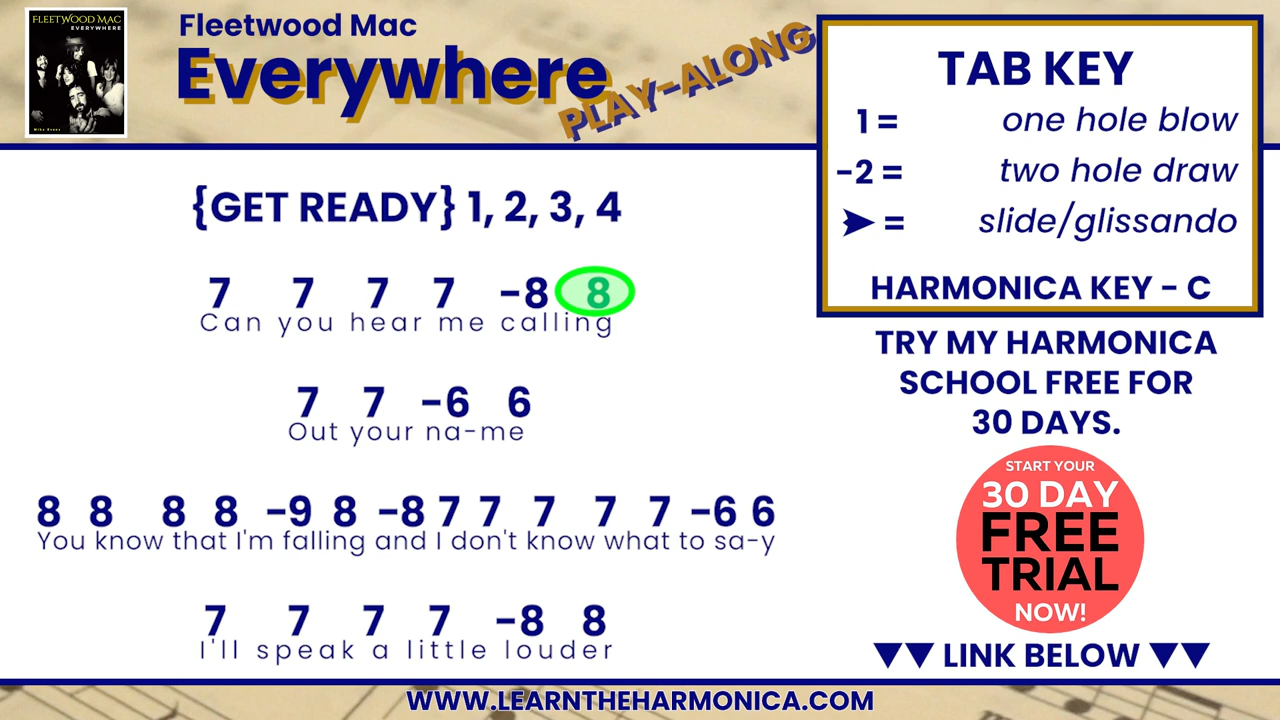 FLEETWOOD MAC
EVERYWHERE
Mike Evans
Fleetwood Mac
Everywhere
PLAY-ALONG
{GET READY} 1, 2, 3, 4
7 7 7 7 -8 8
Can you hear me calling
7 7 -6 6
Out your na-me
8 8 8 8 -9 8 -8 7 7 7 7 7 -6 6
You know that I'm falling and I don't know what to sa-y
7 7 7 7 -8 8
I'll speak a little louder
TAB KEY
1 = one hole blow
-2 = two hole draw
➤ = slide/glissando
HARMONICA KEY - C
TRY MY HARMONICA
SCHOOL FREE FOR
30 DAYS.
START YOUR
30 DAY
FREE
TRIAL
NOW!
▼▼ LINK BELOW ▼▼
WWW.LEARNTHEHARMONICA.COM